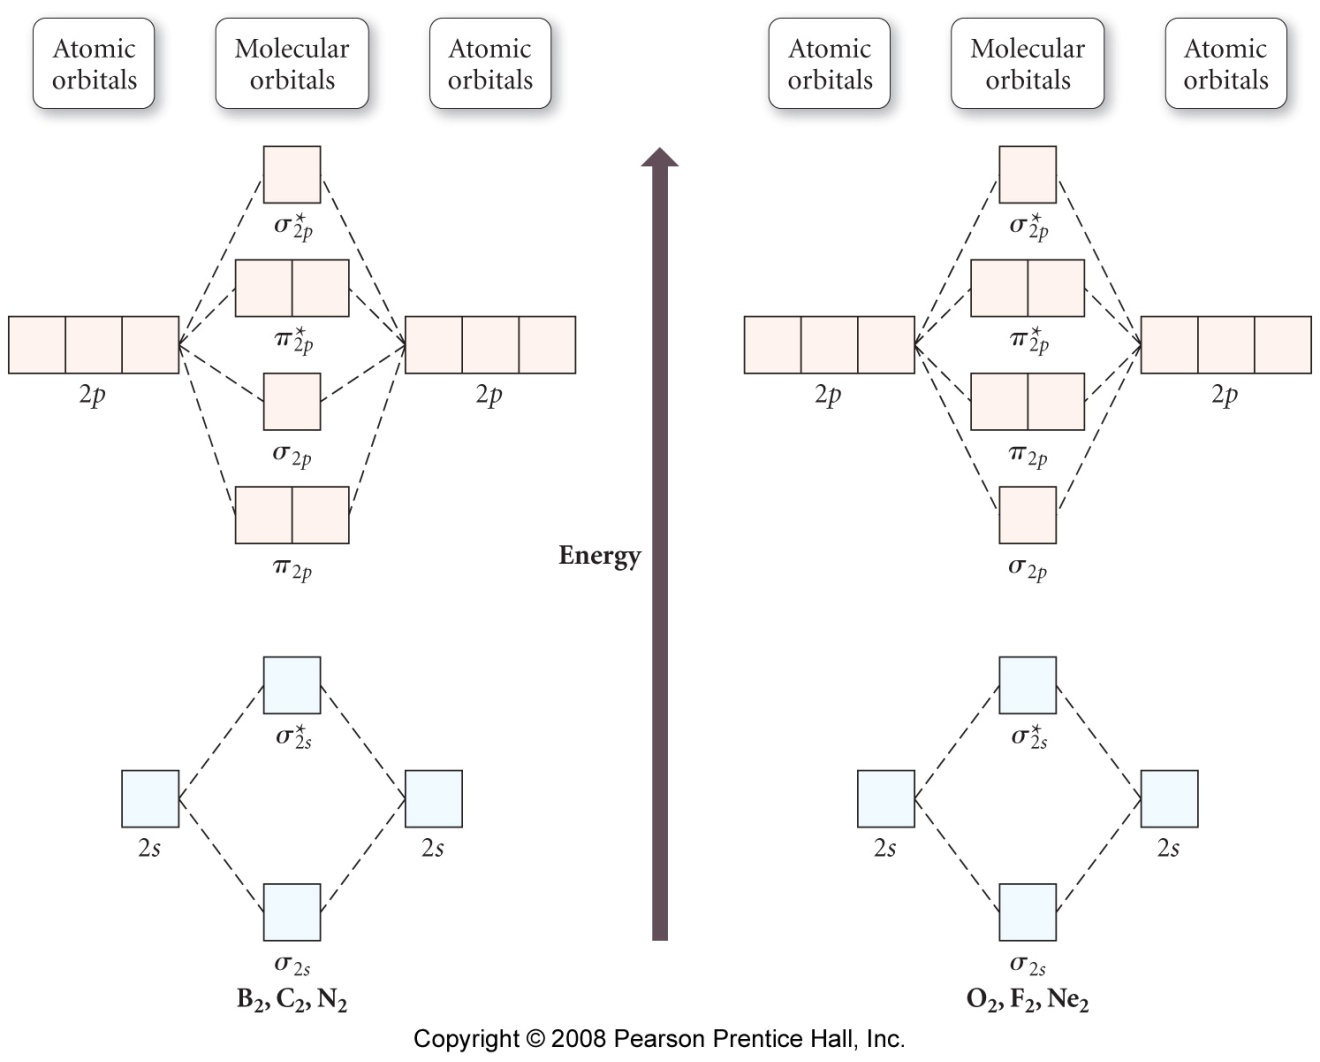 Atomic
orbitals
Molecular
orbitals
Atomic
orbitals
Atomic
orbitals
Molecular
orbitals
Atomic
orbitals
σ*2p
π*2p
2p
2p
σ2p
π2p
σ*2s
2s
2s
σ2s
B2, C2, N2
Energy
σ*2p
π*2p
2p
2p
π2p
σ2p
σ*2s
2s
2s
σ2s
O2, F2, Ne2
Copyright © 2008 Pearson Prentice Hall, Inc.